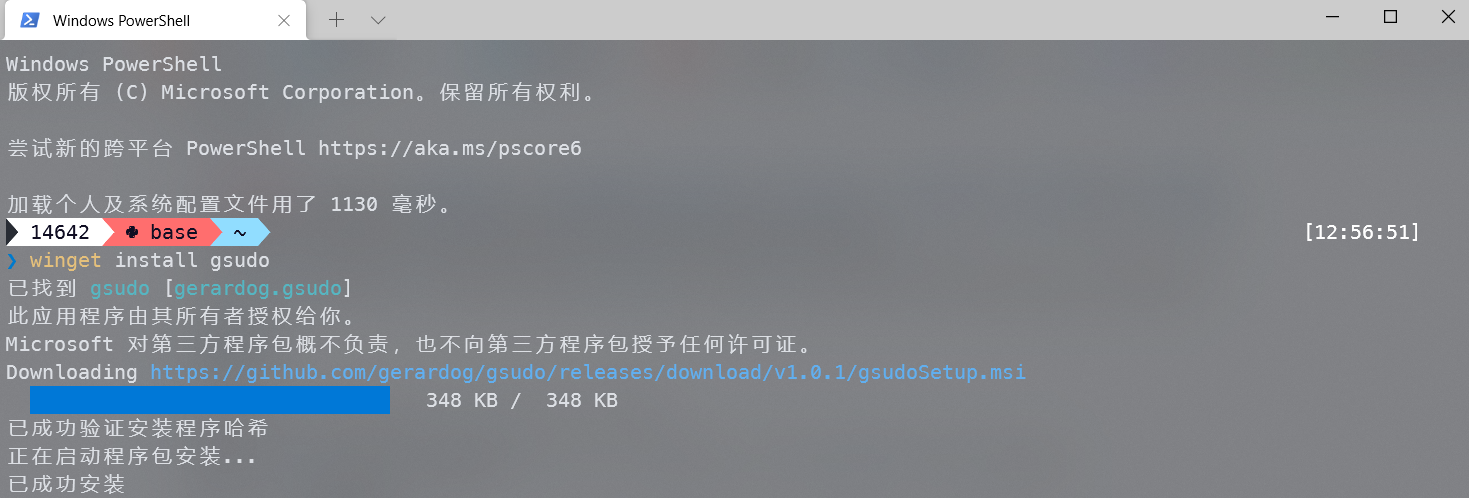 Windows PowerShell
Windows PowerShell
版权所有 (C) Microsoft Corporation。保留所有权利。
尝试新的跨平台 PowerShell https://aka.ms/pscore6
加载个人及系统配置文件用了 1130 毫秒。
14642 base ~ [12:56:51]
❯ winget install gsudo
已找到 gsudo [gerardog.gsudo]
此应用程序由其所有者授权给你。
Microsoft 对第三方程序包概不负责，也不向第三方程序包授予任何许可证。
Downloading https://github.com/gerardog/gsudo/releases/download/v1.0.1/gsudoSetup.msi
348 KB / 348 KB
已成功验证安装程序哈希
正在启动程序包安装...
已成功安装